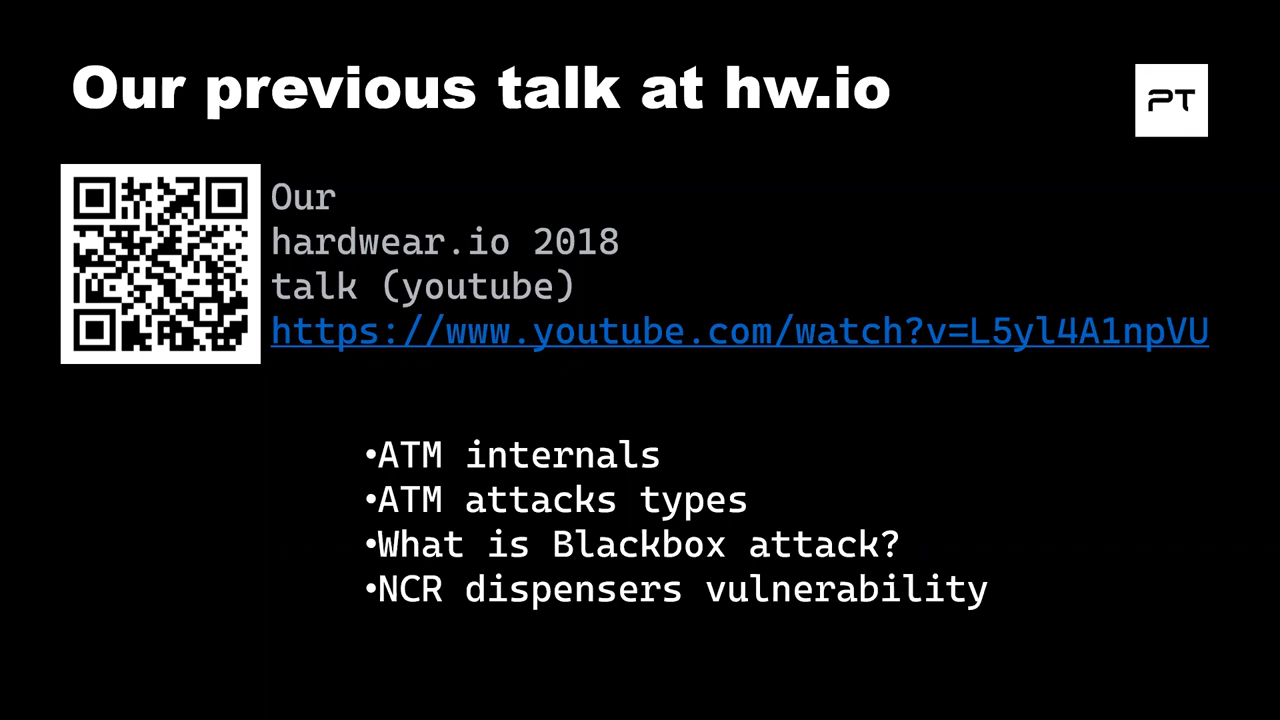 Our previous talk at hw.io
PT
Our
hardwear.io 2018
talk (youtube)
https://www.youtube.com/watch?v=L5yl4A1npVU
•ATM internals
•ATM attacks types
•What is Blackbox attack?
•NCR dispensers vulnerability